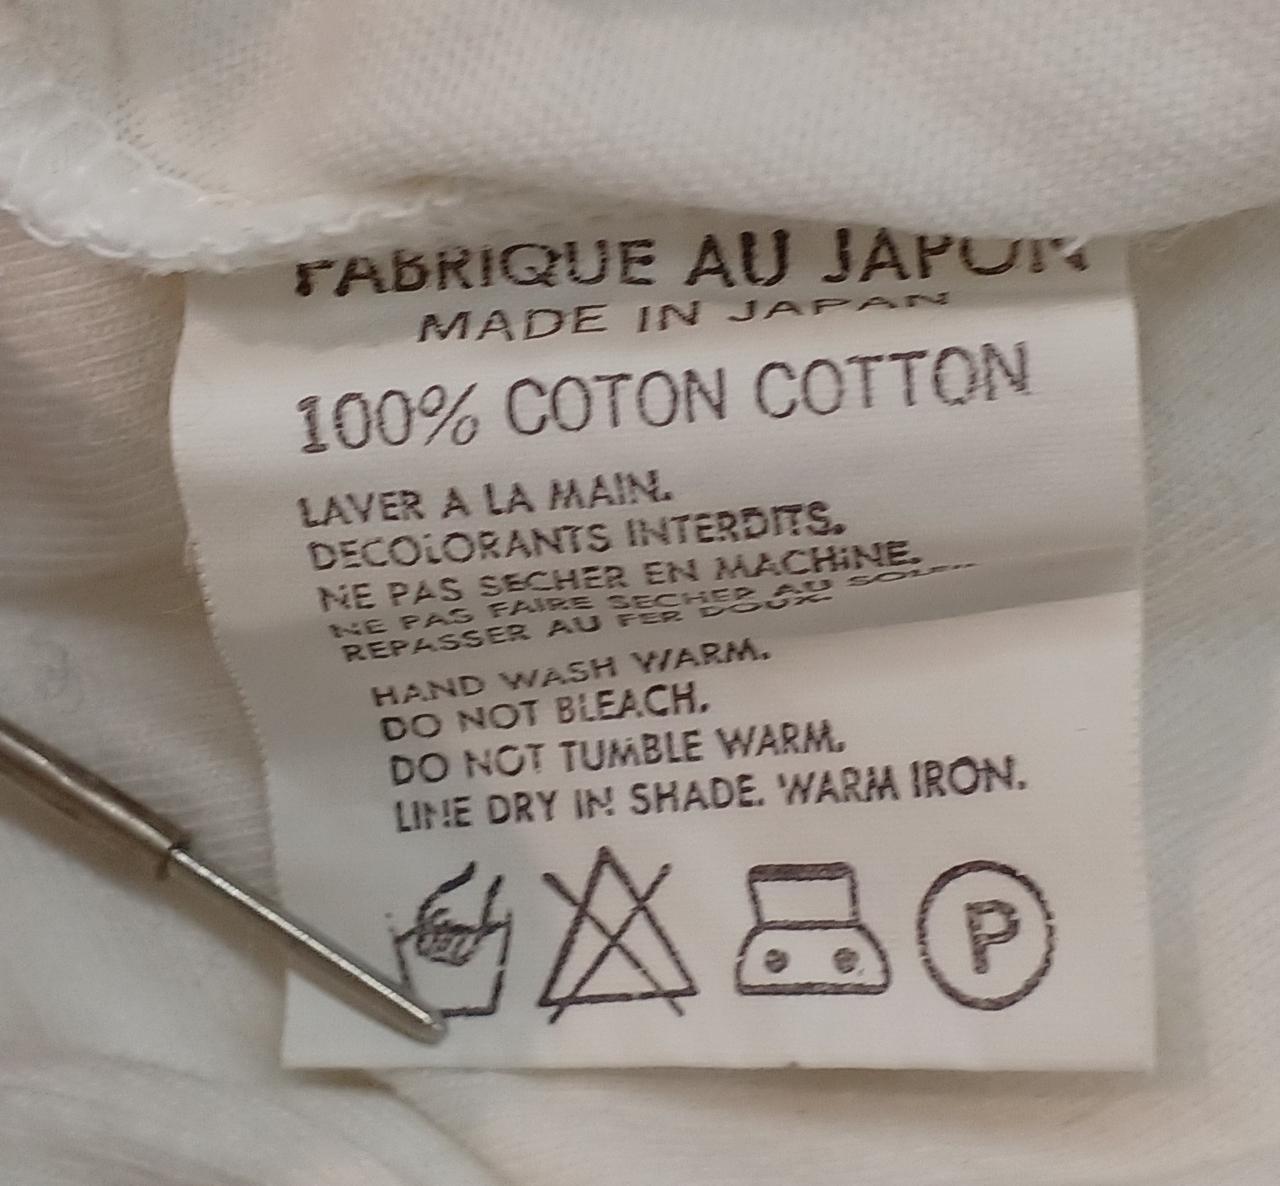 FABRIQUE AU JAPON
MADE IN JAPAN
100% COTON COTTON
LAVER A LA MAIN.
DECOLORANTS INTERDITS.
NE PAS SECHER EN MACHINE.
NE PAS FAIRE SECHER AU SOLEIL.
REPASSER AU FER DOUX.
HAND WASH WARM.
DO NOT BLEACH.
DO NOT TUMBLE WARM.
LINE DRY IN SHADE. WARM IRON.
P